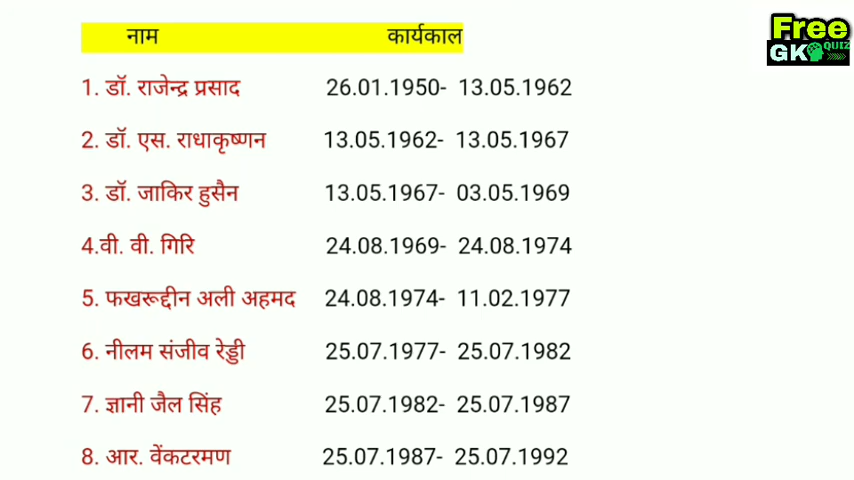 नाम कार्यकाल
Free
GK QUIZ
1. डॉ. राजेन्द्र प्रसाद 26.01.1950- 13.05.1962
2. डॉ. एस. राधाकृष्णन 13.05.1962- 13.05.1967
3. डॉ. जाकिर हुसैन 13.05.1967- 03.05.1969
4.वी. वी. गिरि 24.08.1969- 24.08.1974
5. फखरूद्दीन अली अहमद 24.08.1974- 11.02.1977
6. नीलम संजीव रेड्डी 25.07.1977- 25.07.1982
7. ज्ञानी जैल सिंह 25.07.1982- 25.07.1987
8. आर. वेंकटरमण 25.07.1987- 25.07.1992